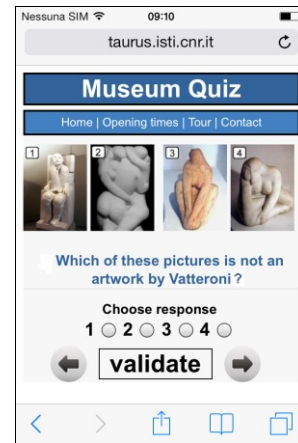 Nessuna SIM 09:10
taurus.isti.cnr.it
Museum Quiz
Home | Opening times | Tour | Contact
1 2 3 4
Which of these pictures is not an
artwork by Vatteroni?
Choose response
1 2 3 4
validate